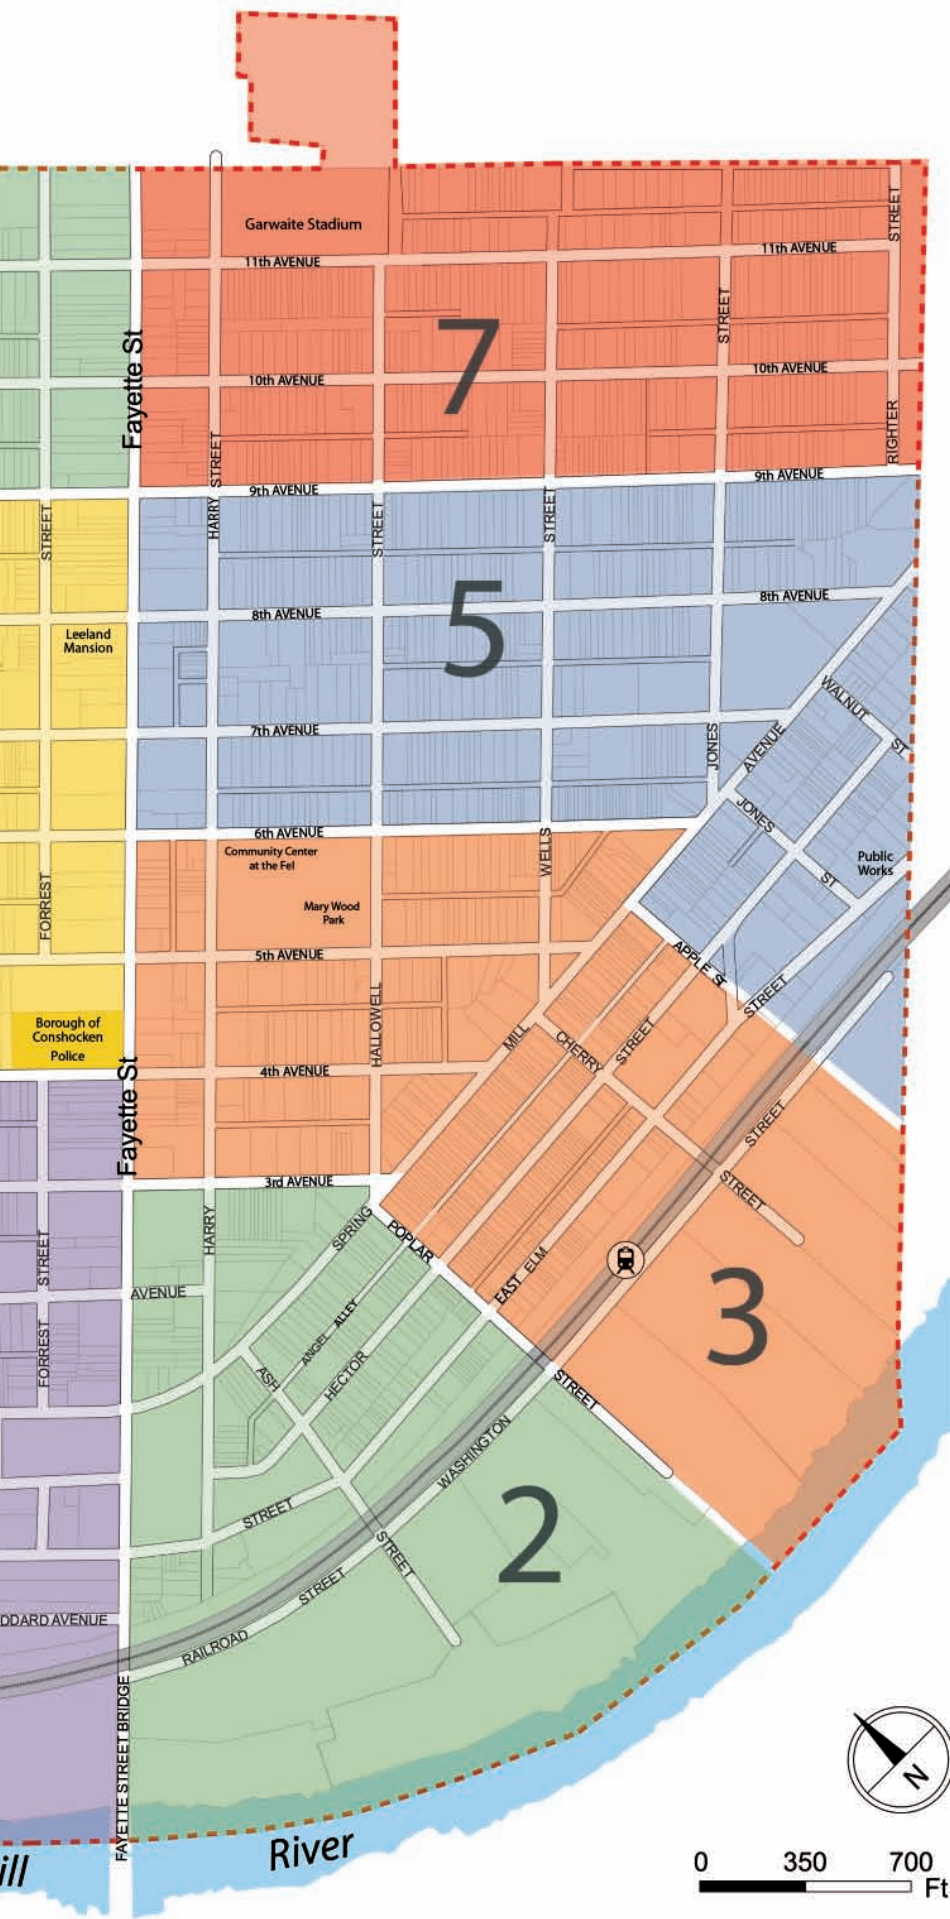 Garwaite Stadium
STREET
11th AVENUE
11th AVENUE
STREET
Fayette St
7
10th AVENUE
10th AVENUE
RIGHTER
STREET
9th AVENUE
9th AVENUE
HARRY
STREET
STREET
STREET
5
8th AVENUE
8th AVENUE
Leeland
Mansion
WALNUT
ST
7th AVENUE
JONES
AVENUE
JONES
ST
6th AVENUE
WELLS
Community Center
at the Fel
Public
Works
FORREST
Mary Wood
Park
5th AVENUE
APPLE ST
STREET
HALLOWELL
Borough of
Conshocken
Police
MILL
CHERRY
STREET
STREET
4th AVENUE
Fayette St
STREET
3rd AVENUE
HARRY
SPRING
POPLAR
STREET
EAST ELM
3
AVENUE
FORREST
ANGEL ALLEY
ASH
HECTOR
STREET
WASHINGTON
2
STREET
STREET
STREET
DDARD AVENUE
RAILROAD
FAYETTE STREET BRIDGE
N
River
ill
0 350 700
Ft